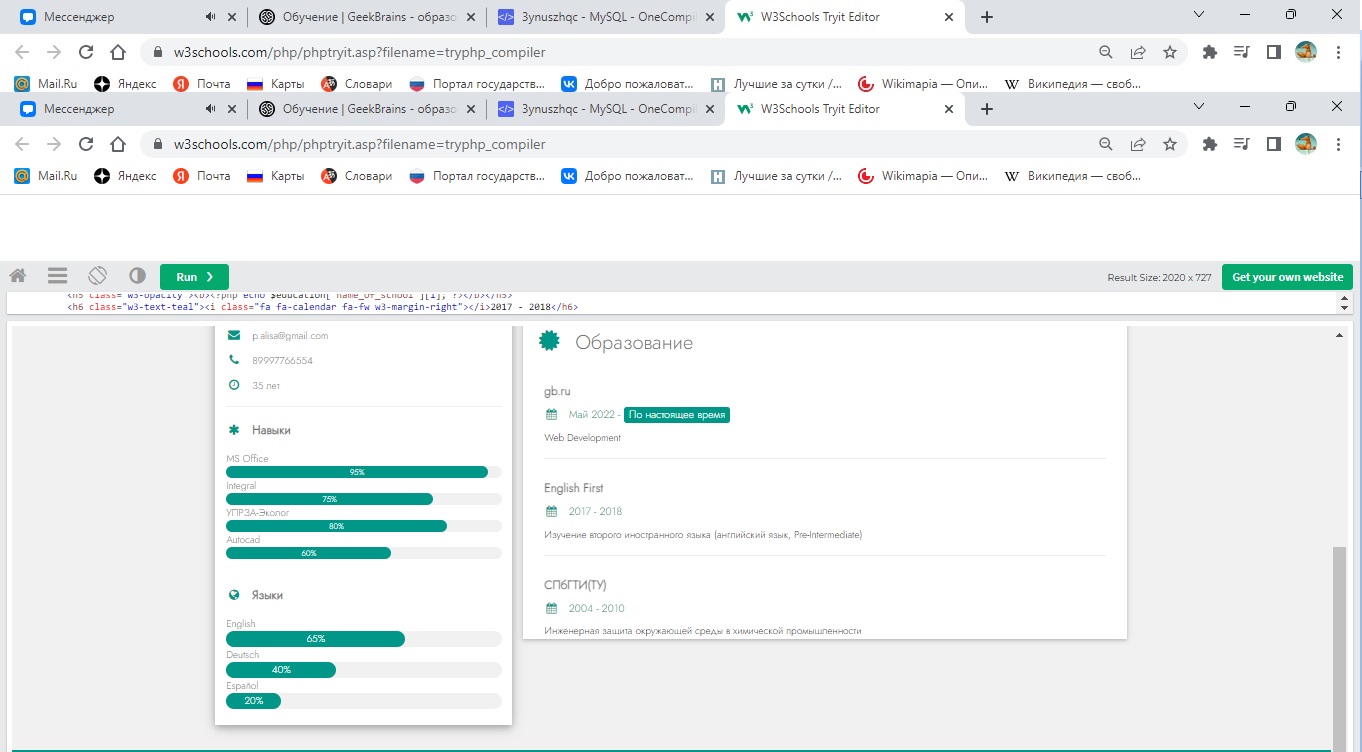 Мессенджер
Обучение | GeekBrains - образо
3ynuszhqc - MySQL - OneCompil
W3Schools Tryit Editor
w3schools.com/php/phptryit.asp?filename=tryphp_compiler
Mail.Ru Яндекс Почта Карты Словари Портал государств... Добро пожаловат... Лучшие за сутки /... Wikimapia — Опи... Википедия — своб...
Мессенджер
Обучение | GeekBrains - образо
3ynuszhqc - MySQL - OneCompil
W3Schools Tryit Editor
w3schools.com/php/phptryit.asp?filename=tryphp_compiler
Mail.Ru Яндекс Почта Карты Словари Портал государств... Добро пожаловат... Лучшие за сутки /... Wikimapia — Опи... Википедия — своб...
Run ❯
Result Size: 2020 x 727
Get your own website
<h5 class="w3-opacity"><b><?php echo $education['name_of_school'][1]; ?></b></h5>
<h6 class="w3-text-teal"><i class="fa fa-calendar fa-fw w3-margin-right"></i>2017 - 2018</h6>
p.alisa@gmail.com
89997766554
35 лет
Навыки
MS Office
95%
Integral
75%
УПРЗА-Эколог
80%
Autocad
60%
Языки
English
65%
Deutsch
40%
Español
20%
Образование
gb.ru
Май 2022 - По настоящее время
Web Development
English First
2017 - 2018
Изучение второго иностранного языка (английский язык, Pre-Intermediate)
СПбГТИ(ТУ)
2004 - 2010
Инженерная защита окружающей среды в химической промышленности